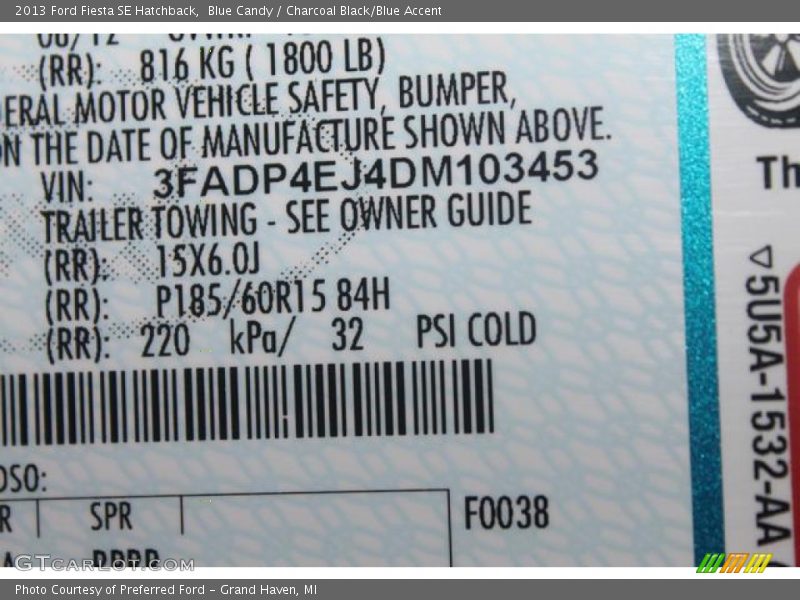 2013 Ford Fiesta SE Hatchback, Blue Candy / Charcoal Black/Blue Accent
(RR): 816 KG ( 1800 LB)
ERAL MOTOR VEHICLE SAFETY, BUMPER,
ON THE DATE OF MANUFACTURE SHOWN ABOVE.
VIN: 3FADP4EJ4DM103453
TRAILER TOWING - SEE OWNER GUIDE
(RR): 15X6.0J
(RR): P185/60R15 84H
(RR): 220 kPa/ 32 PSI COLD
DSO:
R SPR F0038
Th
5U5A-1532-AA
GTCARLOT.COM
Photo Courtesy of Preferred Ford – Grand Haven, MI